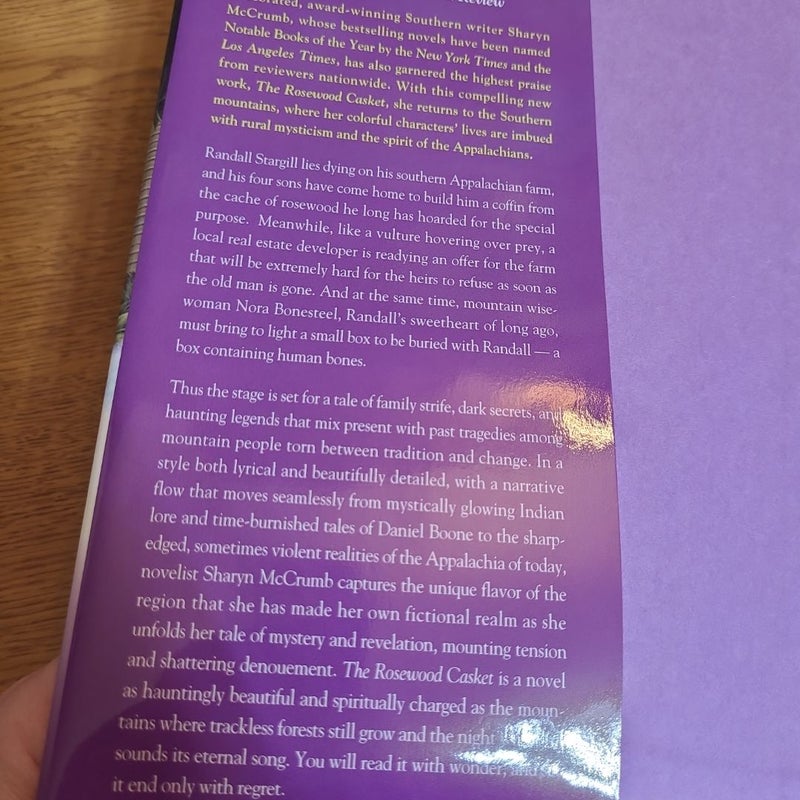 Review
award-winning Southern writer Sharyn
McCrumb, whose bestselling novels have been named
Notable Books of the Year by the New York Times and the
Los Angeles Times, has also garnered the highest praise
from reviewers nationwide. With this compelling new
work, The Rosewood Casket, she returns to the Southern
mountains, where her colorful characters' lives are imbued
with rural mysticism and the spirit of the Appalachians.
Randall Stargill lies dying on his southern Appalachian farm,
and his four sons have come home to build him a coffin from
the cache of rosewood he long has hoarded for the special
purpose. Meanwhile, like a vulture hovering over prey, a
local real estate developer is readying an offer for the farm
that will be extremely hard for the heirs to refuse as soon as
the old man is gone. And at the same time, mountain wise-
woman Nora Bonesteel, Randall's sweetheart of long ago,
must bring to light a small box to be buried with Randall — a
box containing human bones.
Thus the stage is set for a tale of family strife, dark secrets, and
haunting legends that mix present with past tragedies among
mountain people torn between tradition and change. In a
style both lyrical and beautifully detailed, with a narrative
flow that moves seamlessly from mystically glowing Indian
lore and time-burnished tales of Daniel Boone to the sharp-
edged, sometimes violent realities of the Appalachia of today,
novelist Sharyn McCrumb captures the unique flavor of the
region that she has made her own fictional realm as she
unfolds her tale of mystery and revelation, mounting tension
and shattering denouement. The Rosewood Casket is a novel
as hauntingly beautiful and spiritually charged as the moun-
tains where trackless forests still grow and the night
sounds its eternal song. You will read it with wonder, and
it end only with regret.